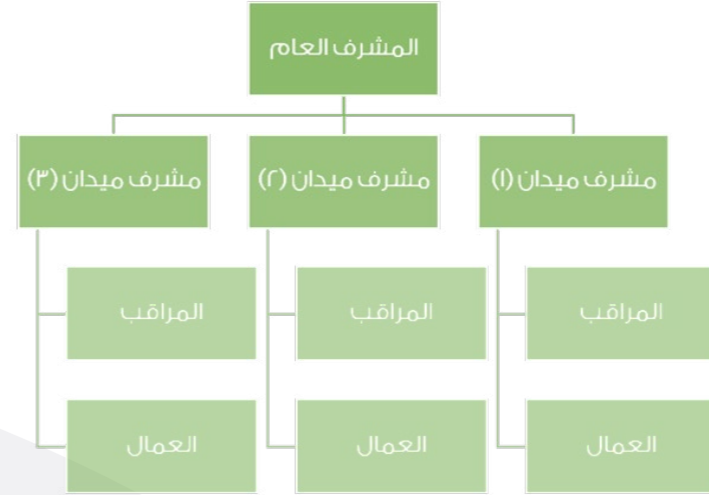 المشرف العام
مشرف ميدان (١)
مشرف ميدان (٢)
مشرف ميدان (٣)
المراقب
المراقب
المراقب
العمال
العمال
العمال